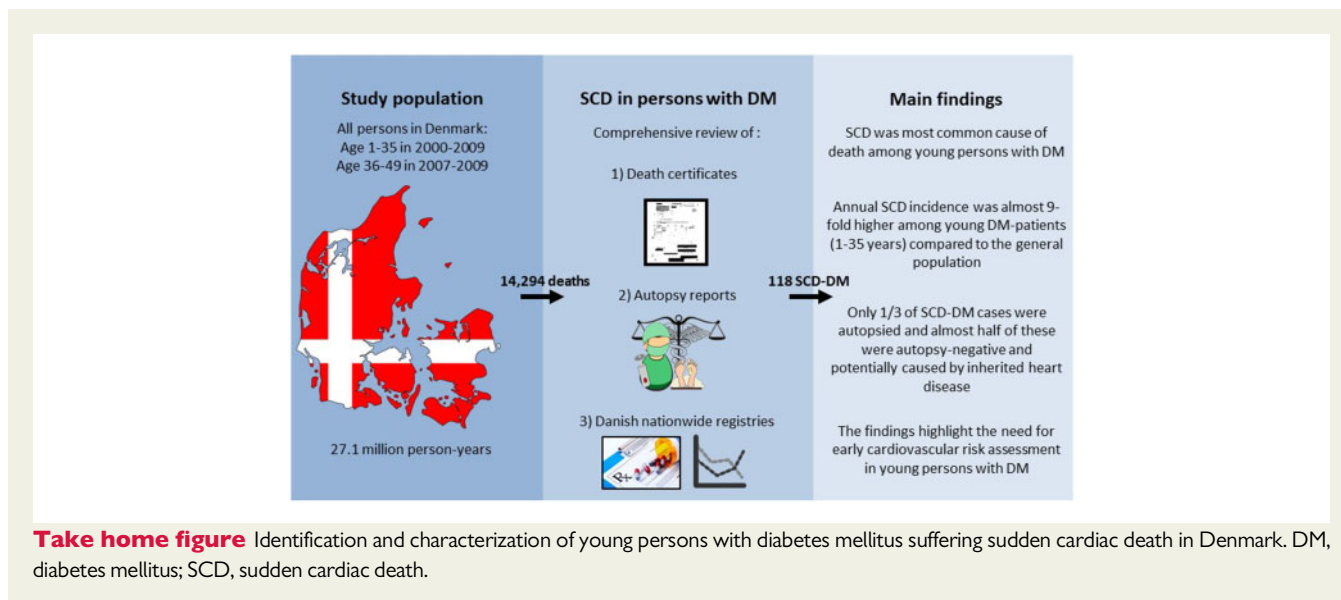 Study population
All persons in Denmark:
Age 1-35 in 2000-2009
Age 36-49 in 2007-2009
27.1 million person-years
14,294 deaths
SCD in persons with DM
Comprehensive review of :
1) Death certificates
2) Autopsy reports
3) Danish nationwide registries
Rx
118 SCD-DM
Main findings
SCD was most common cause of
death among young persons with DM
Annual SCD incidence was almost 9-
fold higher among young DM-patients
(1-35 years) compared to the general
population
Only 1/3 of SCD-DM cases were
autopsied and almost half of these
were autopsy-negative and
potentially caused by inherited heart
disease
The findings highlight the need for
early cardiovascular risk assessment
in young persons with DM
Take home figure Identification and characterization of young persons with diabetes mellitus suffering sudden cardiac death in Denmark. DM,
diabetes mellitus; SCD, sudden cardiac death.